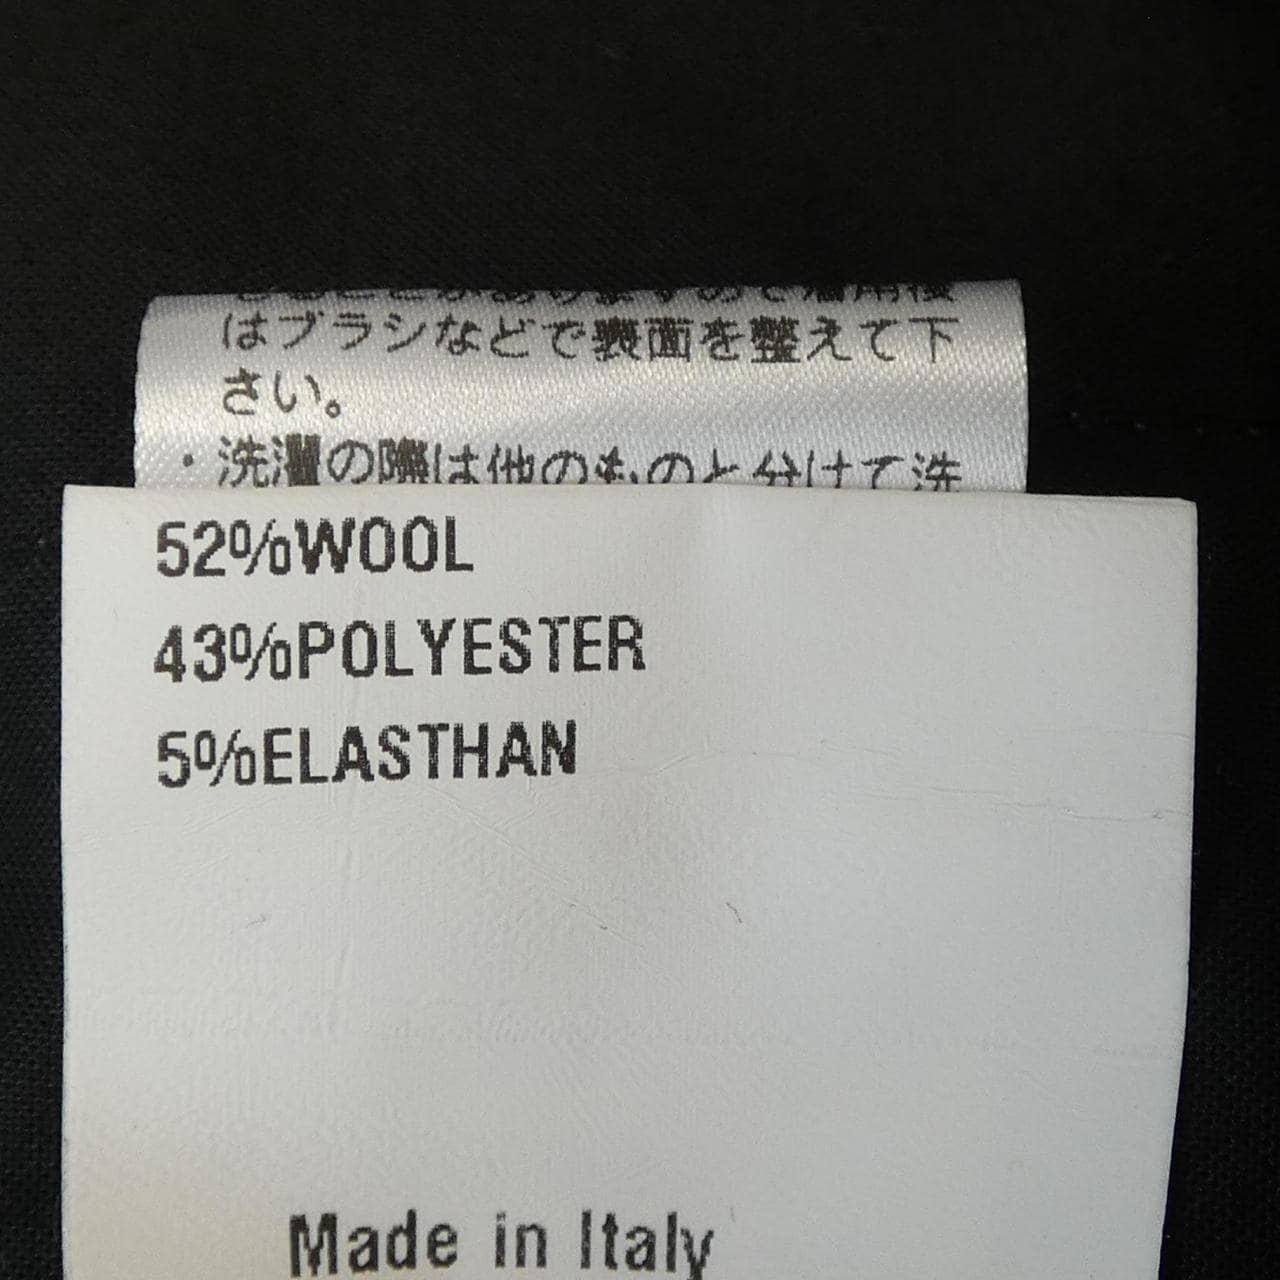 はブラシなどで表面を整えて下
さい。
・洗濯の際は他のものと分けて洗
52%WOOL
43%POLYESTER
5%ELASTHAN
Made in Italy